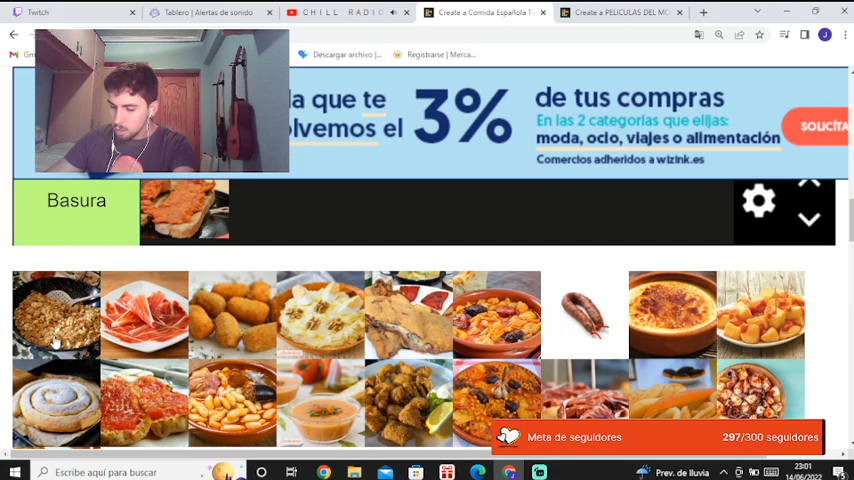 Twitch
Tablero | Alertas de sonido
CHILL RADIO
Create a Comida Española T
Create a PELICULAS DEL MO
Descargar archivo |...
Registrarse | Merca...
la que te
olvemos el
3%
de tus compras
En las 2 categorías que elijas:
moda, ocio, viajes o alimentación
Comercios adheridos a wizink.es
SOLICÍTA
Basura
Meta de seguidores
297/300 seguidores
Escribe aquí para buscar
Prev. de lluvia
23:01
14/06/2022